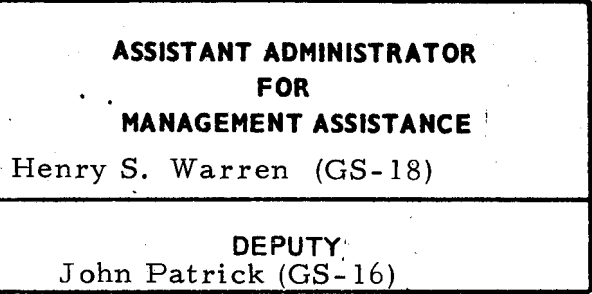 ASSISTANT ADMINISTRATOR
FOR
MANAGEMENT ASSISTANCE
Henry S. Warren (GS-18)
DEPUTY
John Patrick (GS-16)